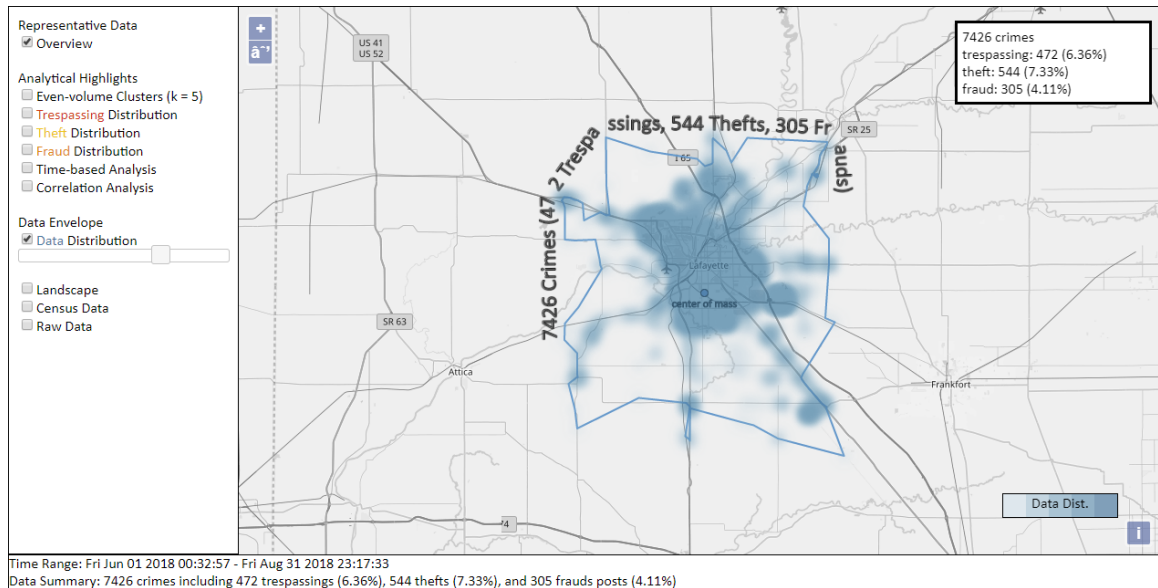 Representative Data
Overview
Analytical Highlights
Even-volume Clusters (k = 5)
Trespassing Distribution
Theft Distribution
Fraud Distribution
Time-based Analysis
Correlation Analysis
Data Envelope
Data Distribution
Landscape
Census Data
Raw Data
+
â¯’
US 41
US 52
7426 crimes
trespassing: 472 (6.36%)
theft: 544 (7.33%)
fraud: 305 (4.11%)
7426 Crimes (472 Trespassings, 544 Thefts, 305 Frauds)
SR 25
I 65
Lafayette
center of mass
SR 63
Attica
Frankfort
74
Data Dist.
i
Time Range: Fri Jun 01 2018 00:32:57 - Fri Aug 31 2018 23:17:33
Data Summary: 7426 crimes including 472 trespassings (6.36%), 544 thefts (7.33%), and 305 frauds posts (4.11%)